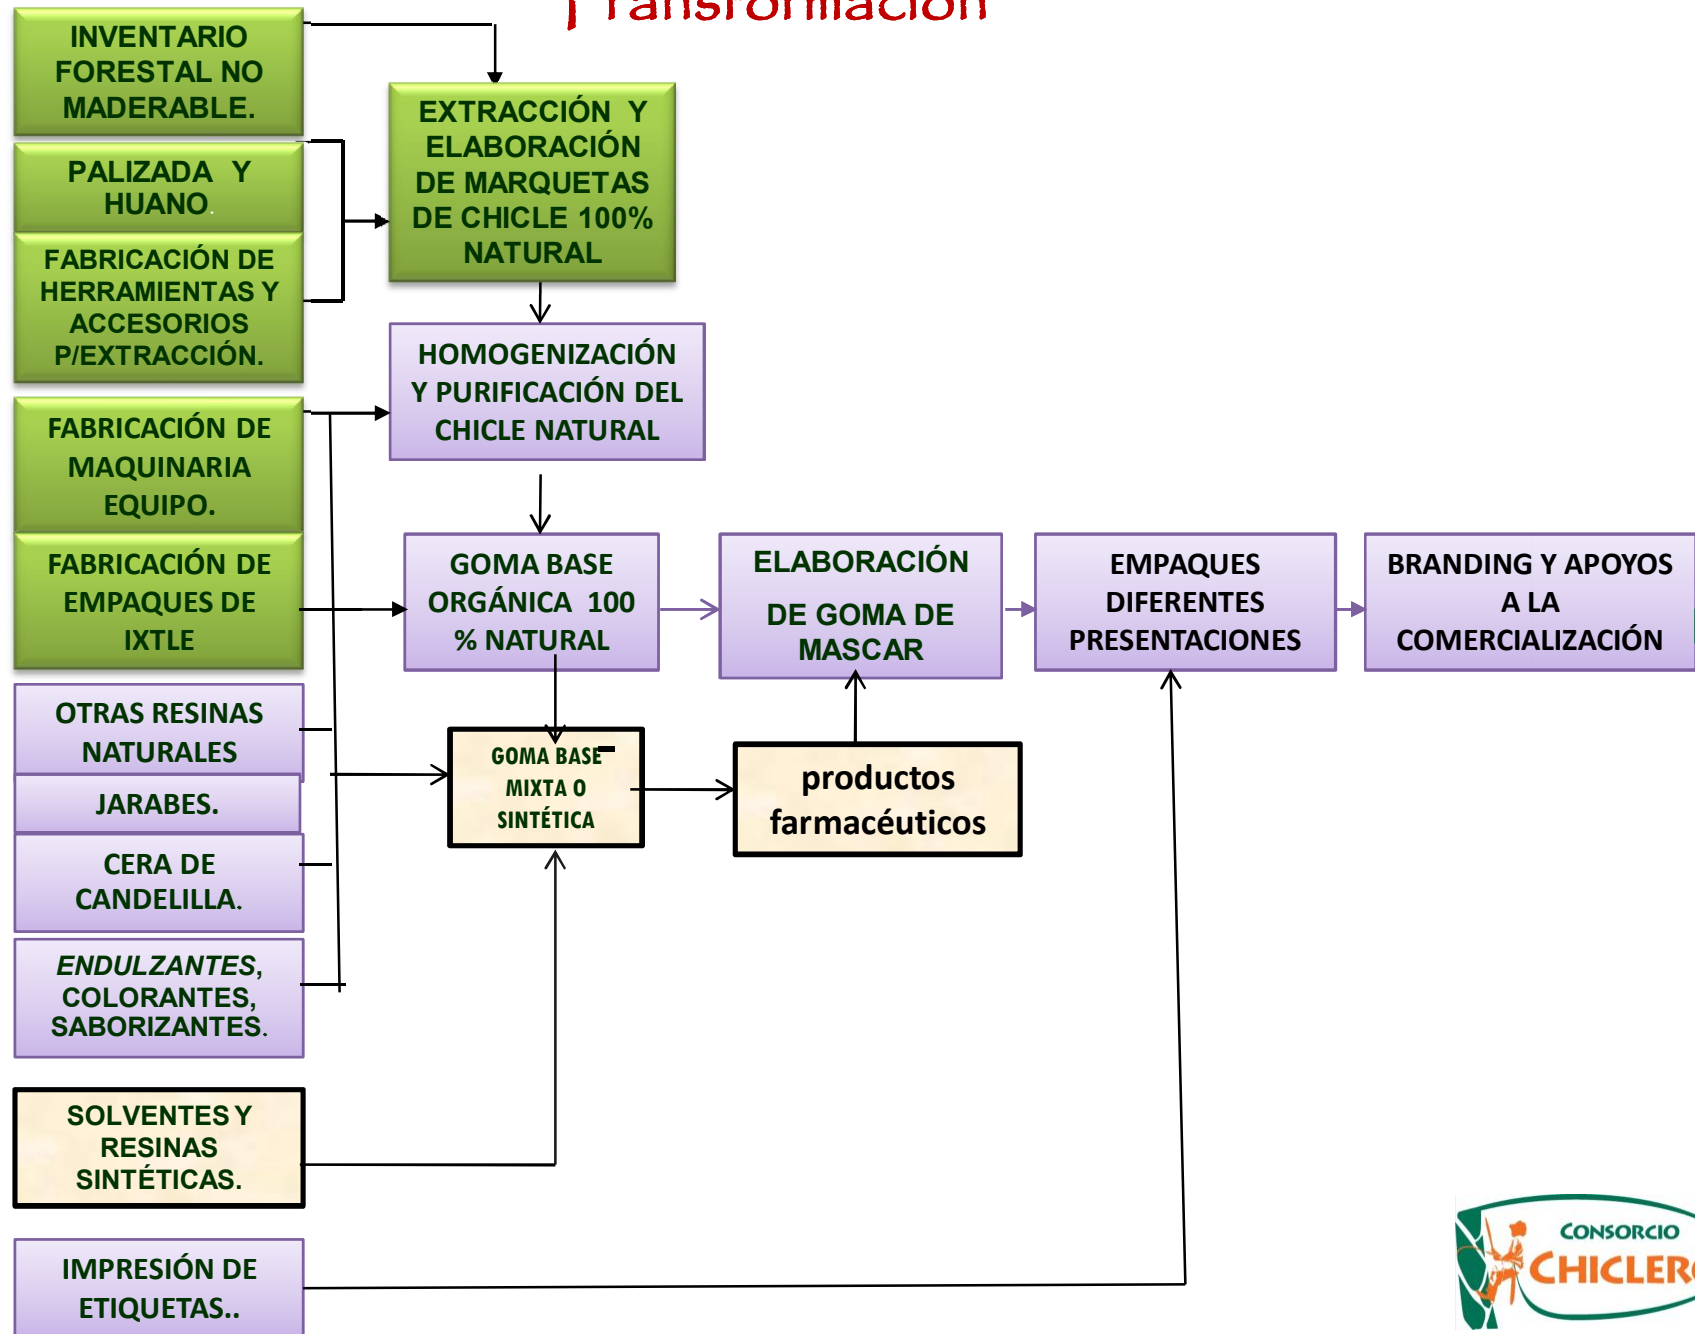 Transformación
INVENTARIO
FORESTAL NO
MADERABLE.
PALIZADA Y
HUANO.
FABRICACIÓN DE
HERRAMIENTAS Y
ACCESORIOS
P/EXTRACCIÓN.
EXTRACCIÓN Y
ELABORACIÓN
DE MARQUETAS
DE CHICLE 100%
NATURAL
HOMOGENIZACIÓN
Y PURIFICACIÓN DEL
CHICLE NATURAL
FABRICACIÓN DE
MAQUINARIA
EQUIPO.
FABRICACIÓN DE
EMPAQUES DE
IXTLE
GOMA BASE
ORGÁNICA 100
% NATURAL
ELABORACIÓN
DE GOMA DE
MASCAR
EMPAQUES
DIFERENTES
PRESENTACIONES
BRANDING Y APOYOS
A LA
COMERCIALIZACIÓN
OTRAS RESINAS
NATURALES
JARABES.
CERA DE
CANDELILLA.
ENDULZANTES,
COLORANTES,
SABORIZANTES.
GOMA BASE
MIXTA O
SINTÉTICA
productos
farmacéuticos
SOLVENTES Y
RESINAS
SINTÉTICAS.
IMPRESIÓN DE
ETIQUETAS..
CONSORCIO
CHICLERO